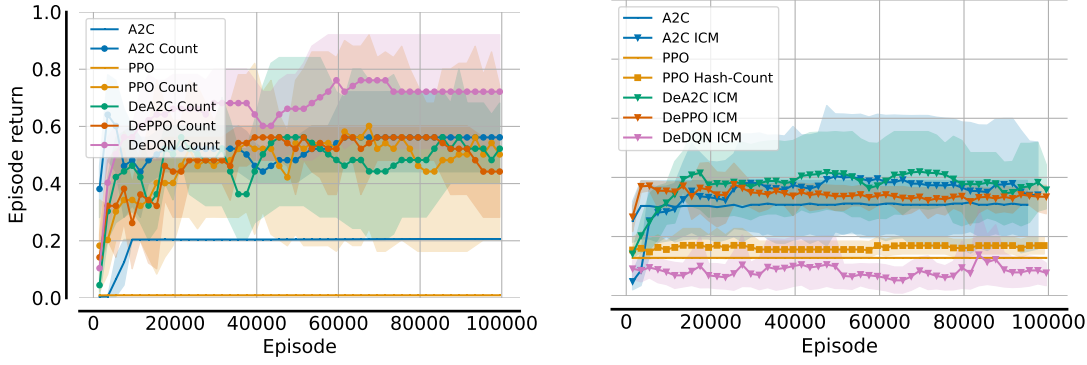 1.0
0.8
0.6
0.4
0.2
0.0
Episode return
A2C
A2C Count
PPO
PPO Count
DeA2C Count
DePPO Count
DeDQN Count
0 20000 40000 60000 80000 100000
Episode
A2C
A2C ICM
PPO
PPO Hash-Count
DeA2C ICM
DePPO ICM
DeDQN ICM
0 20000 40000 60000 80000 100000
Episode